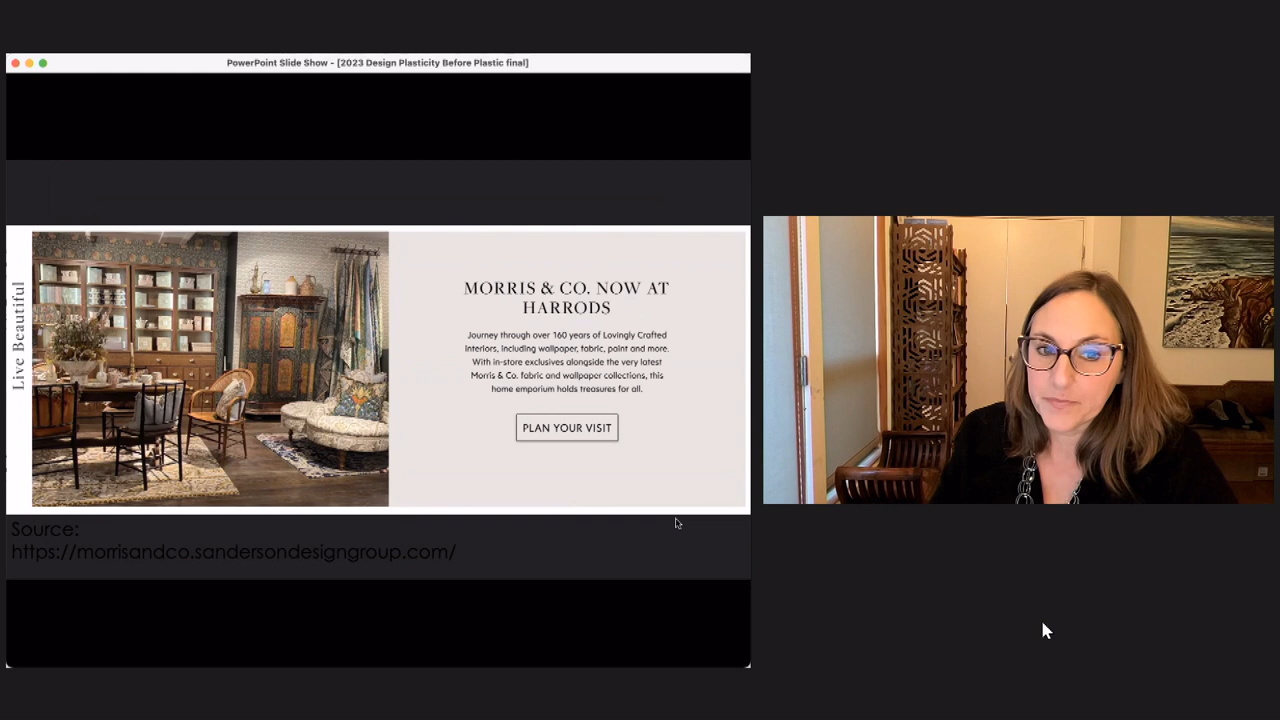 PowerPoint Slide Show - [2023 Design Plasticity Before Plastic final]
Live Beautiful
MORRIS & CO. NOW AT
HARRODS
Journey through over 160 years of Lovingly Crafted
Interiors, including wallpaper, fabric, paint and more.
With in-store exclusives alongside the very latest
Morris & Co. fabric and wallpaper collections, this
home emporium holds treasures for all.
PLAN YOUR VISIT
Source:
https://morrisandco.sandersondesigngroup.com/